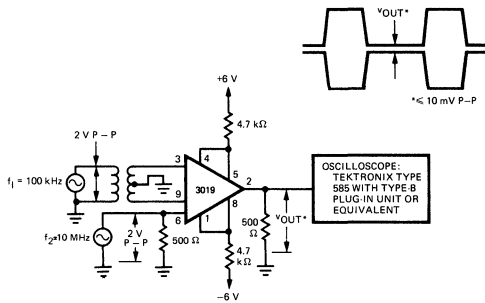 vOUT*
*≤ 10 mV P–P
+6 V
4.7 kΩ
2 V P – P
3
4
5
2
3019
f1 = 100 kHz
9
8
6
1
f2=10 MHz
2 V
P – P
500 Ω
500
Ω
vOUT*
4.7
kΩ
–6 V
OSCILLOSCOPE:
TEKTRONIX TYPE
585 WITH TYPE-B
PLUG-IN UNIT OR
EQUIVALENT